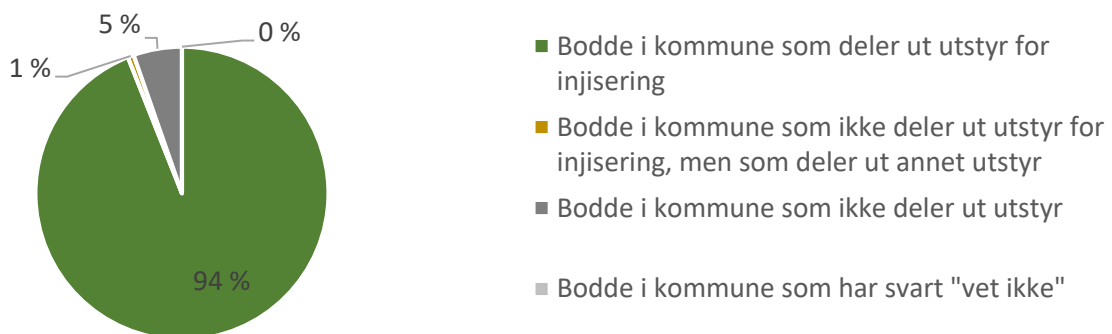 5 %
0 %
1 %
94 %
Bodde i kommune som deler ut utstyr for
injisering
Bodde i kommune som ikke deler ut utstyr for
injisering, men som deler ut annet utstyr
Bodde i kommune som ikke deler ut utstyr
Bodde i kommune som har svart "vet ikke"